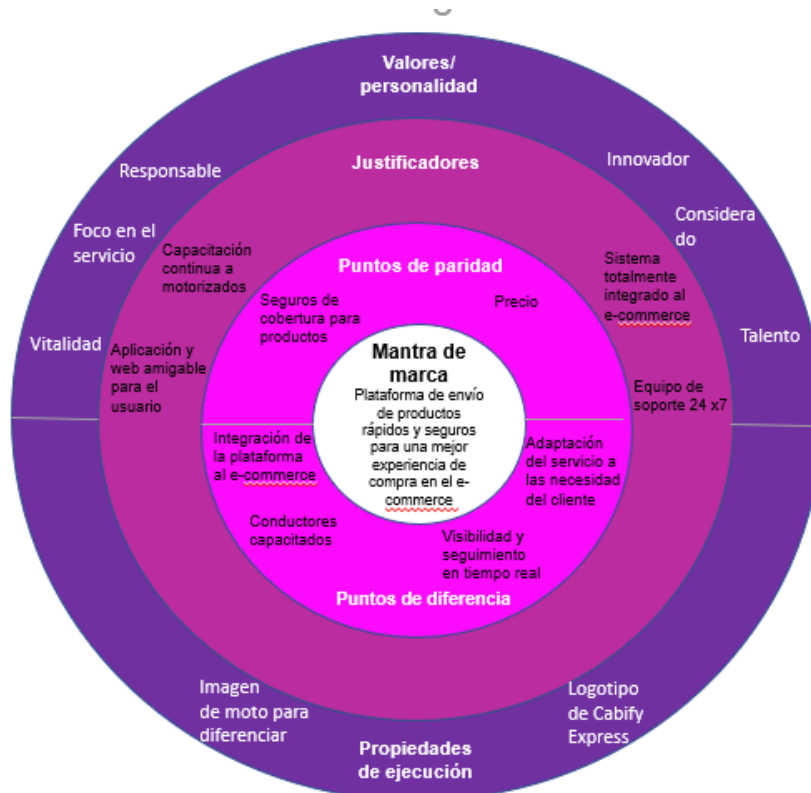 Valores/
personalidad
Responsable
Innovador
Foco en el
servicio
Considera
do
Vitalidad
Talento
Justificadores
Capacitación
continua a
motorizados
Sistema
totalmente
integrado al
e-commerce
Aplicación y
web amigable
para el
usuario
Equipo de
soporte 24 x7
Puntos de paridad
Seguros de
cobertura para
productos
Precio
Mantra de
marca
Plataforma de envío
de productos
rápidos y seguros
para una mejor
experiencia de
compra en el e-
commerce
Integración de
la plataforma
al e-commerce
Adaptación
del servicio a
las necesidad
del cliente
Conductores
capacitados
Visibilidad y
seguimiento
en tiempo real
Puntos de diferencia
Imagen
de moto para
diferenciar
Logotipo
de Cabify
Express
Propiedades
de ejecución